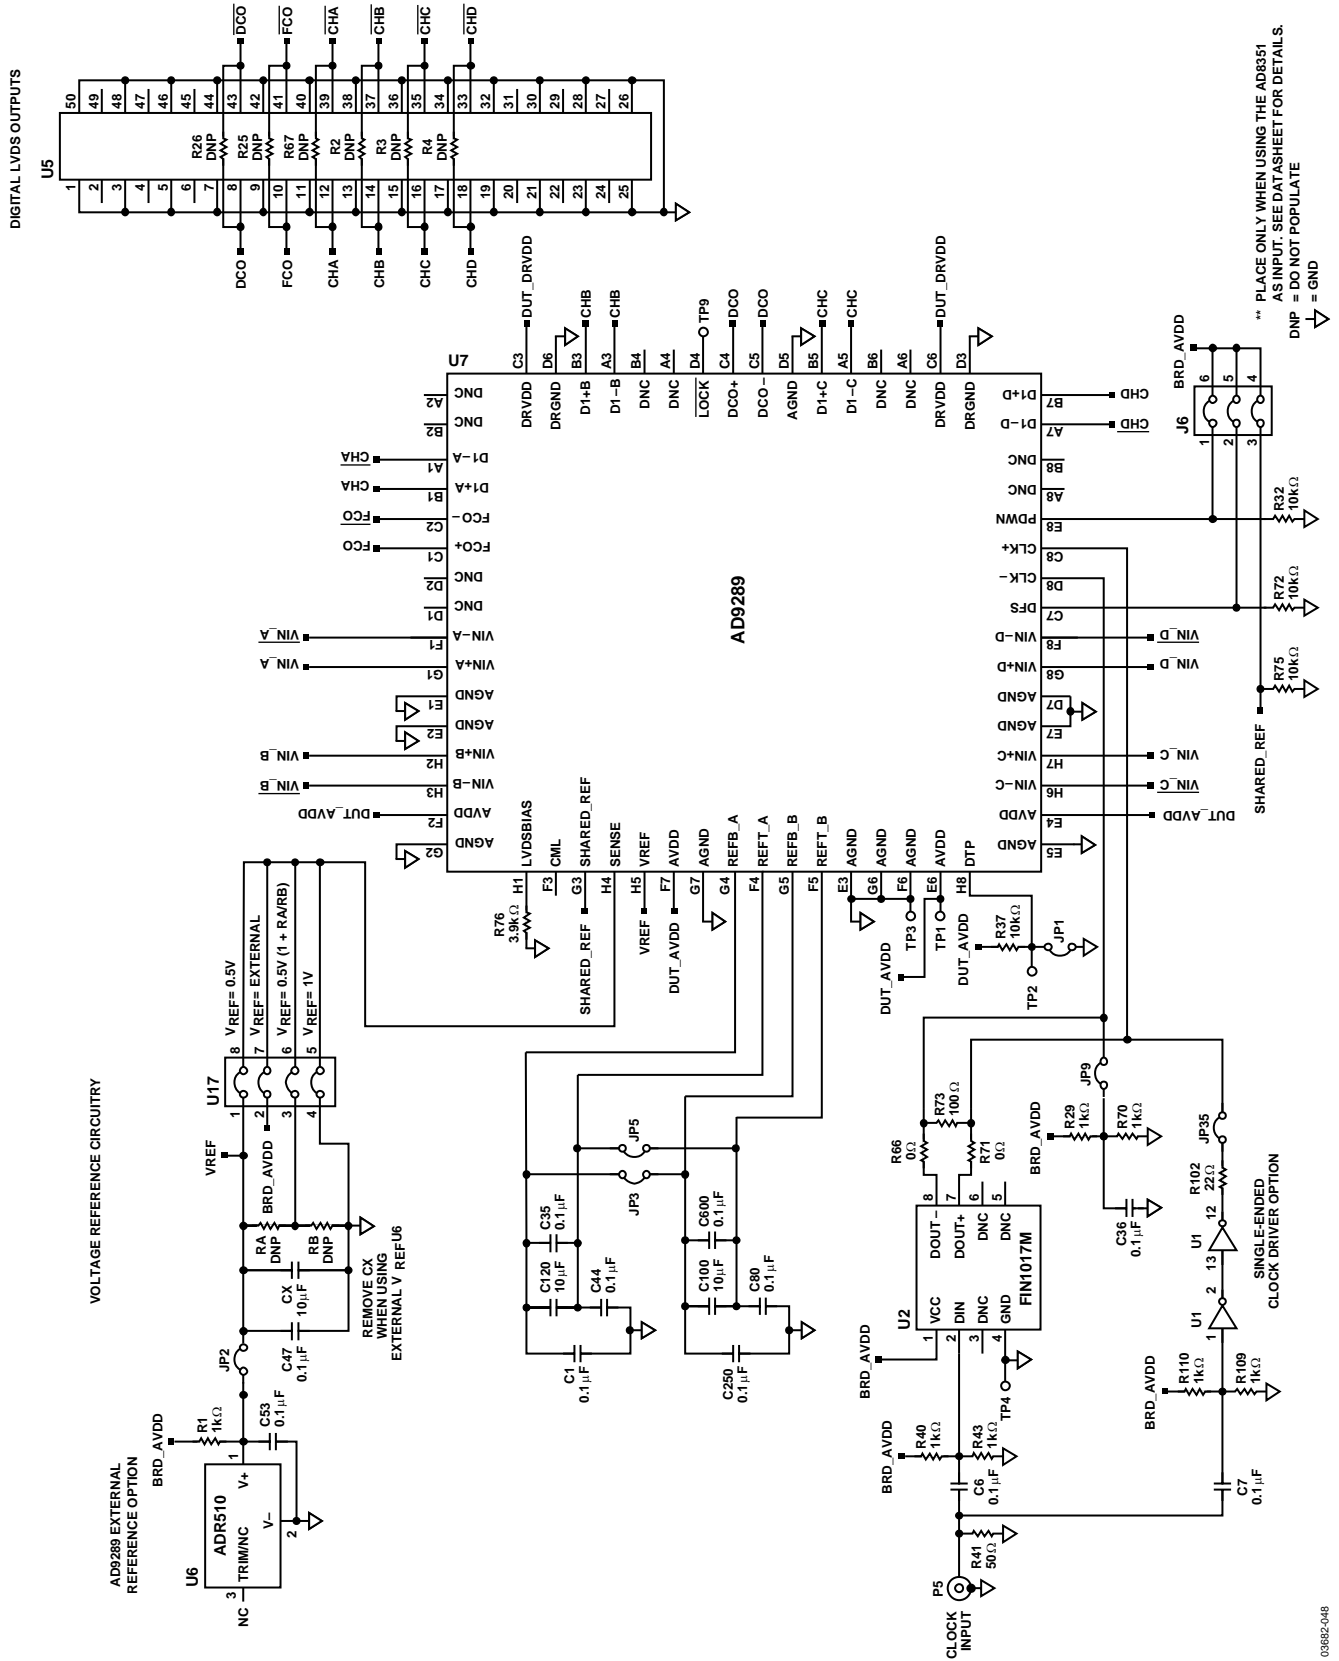 DIGITAL LVDS OUTPUTS
U5
1
2
3
4
5
6
7
8
9
10
11
12
13
14
15
16
17
18
19
20
21
22
23
24
25
50
49
48
47
46
45
44
43
42
41
40
39
38
37
36
35
34
33
32
31
30
29
28
27
26
R26
DNP
R25
DNP
R67
DNP
R2
DNP
R3
DNP
R4
DNP
DCO
FCO
CHA
CHB
CHC
CHD
DCO
FCO
CHA
CHB
CHC
CHD
** PLACE ONLY WHEN USING THE AD8351
AS INPUT. SEE DATASHEET FOR DETAILS.
DNP = DO NOT POPULATE
= GND
U7
AD9289
DNC A2
DNC B2
D1–A A1 CHA
D1+A B1 CHA
FCO– C2 FCO
FCO+ C1 FCO
DNC D2
DNC D1
VIN–A F1 VIN_A
VIN+A G1 VIN_A
AGND E1
AGND E2
VIN+B H2 VIN_B
VIN–B H3 VIN_B
AVDD F2 DUT_AVDD
AGND G2
DRVDD C3 DUT_DRVDD
DRGND D6
D1+B B3 CHB
D1–B A3 CHB
DNC B4
DNC A4
LOCK D4 TP9
DCO+ C4 DCO
DCO– C5 DCO
AGND D5
D1+C B5 CHC
D1–C A5 CHC
DNC B6
DNC A6
DRVDD C6 DUT_DRVDD
DRGND D3
D1+D B7 CHD
D1–D A7 CHD
DNC B8
DNC A8
PDWN E8
CLK+ C8
CLK– D8
DFS C7
VIN–D F8 VIN_D
VIN+D G8 VIN_D
AGND D7
AGND E7
VIN+C H7 VIN_C
VIN–C H6 VIN_C
AVDD E4 DUT_AVDD
AGND E5
LVDSBIAS H1
CML F3
SHARED_REF G3
SENSE H4
VREF H5
AVDD F7
AGND G7
REFB_A G4
REFT_A F4
REFB_B G5
REFT_B F5
AGND E3
AGND G6
AGND F6
AVDD E6
DTP H8
R76
3.9kΩ
SHARED_REF
VREF
DUT_AVDD
TP3
TP1
DUT_AVDD
DUT_AVDD
R37
10kΩ
TP2
JP1
BRD_AVDD
J6
1
2
3
6
5
4
R32
10kΩ
R72
10kΩ
R75
10kΩ
SHARED_REF
VOLTAGE REFERENCE CIRCUITRY
VREF= 0.5V
VREF= EXTERNAL
VREF= 0.5V (1 + RA/RB)
VREF= 1V
U17
1
2
3
4
8
7
6
5
VREF
BRD_AVDD
RA
DNP
RB
DNP
CX
10μF
C47
0.1μF
REMOVE CX
WHEN USING
EXTERNAL V REFU6
JP2
AD9289 EXTERNAL
REFERENCE OPTION
BRD_AVDD
R1
1kΩ
C53
0.1μF
U6
ADR510
1
V+
V–
2
TRIM/NC
3
NC
JP5
JP3
C35
0.1μF
C120
10μF
C44
0.1μF
C1
0.1μF
C600
0.1μF
C100
10μF
C80
0.1μF
C250
0.1μF
R66
0Ω
R73
100Ω
R71
0Ω
U2
FIN1017M
DOUT– 8
DOUT+ 7
DNC 6
DNC 5
VCC 1
DIN 2
DNC 3
GND 4
BRD_AVDD
TP4
BRD_AVDD
R40
1kΩ
R43
1kΩ
C6
0.1μF
R41
50Ω
P5
CLOCK
INPUT
JP9
BRD_AVDD
R29
1kΩ
R70
1kΩ
C36
0.1μF
JP35
R102
22Ω
12
U1
13
2
U1
1
SINGLE-ENDED
CLOCK DRIVER OPTION
BRD_AVDD
R110
1kΩ
R109
1kΩ
C7
0.1μF
03682-048